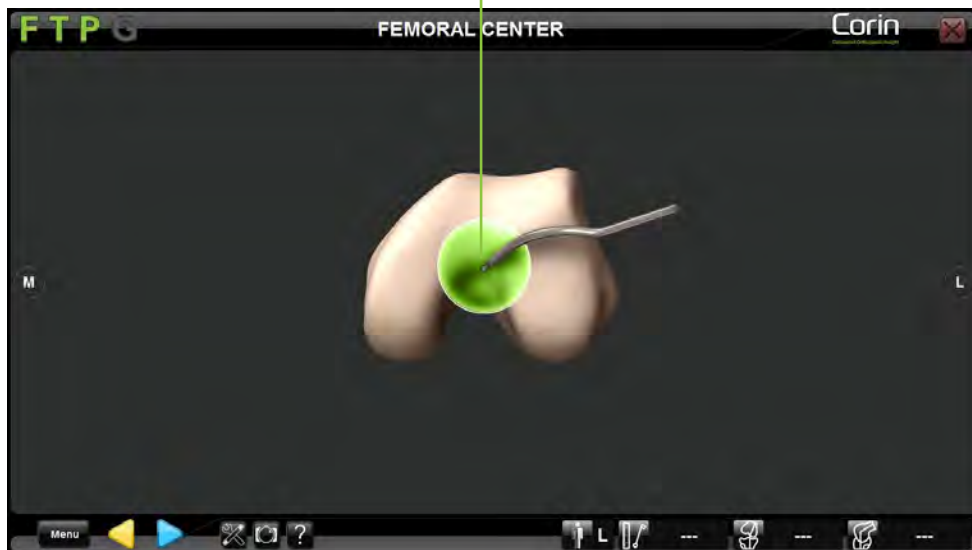 F T P G
FEMORAL CENTER
Corin
M
L
Menu
?
L
---
---
---